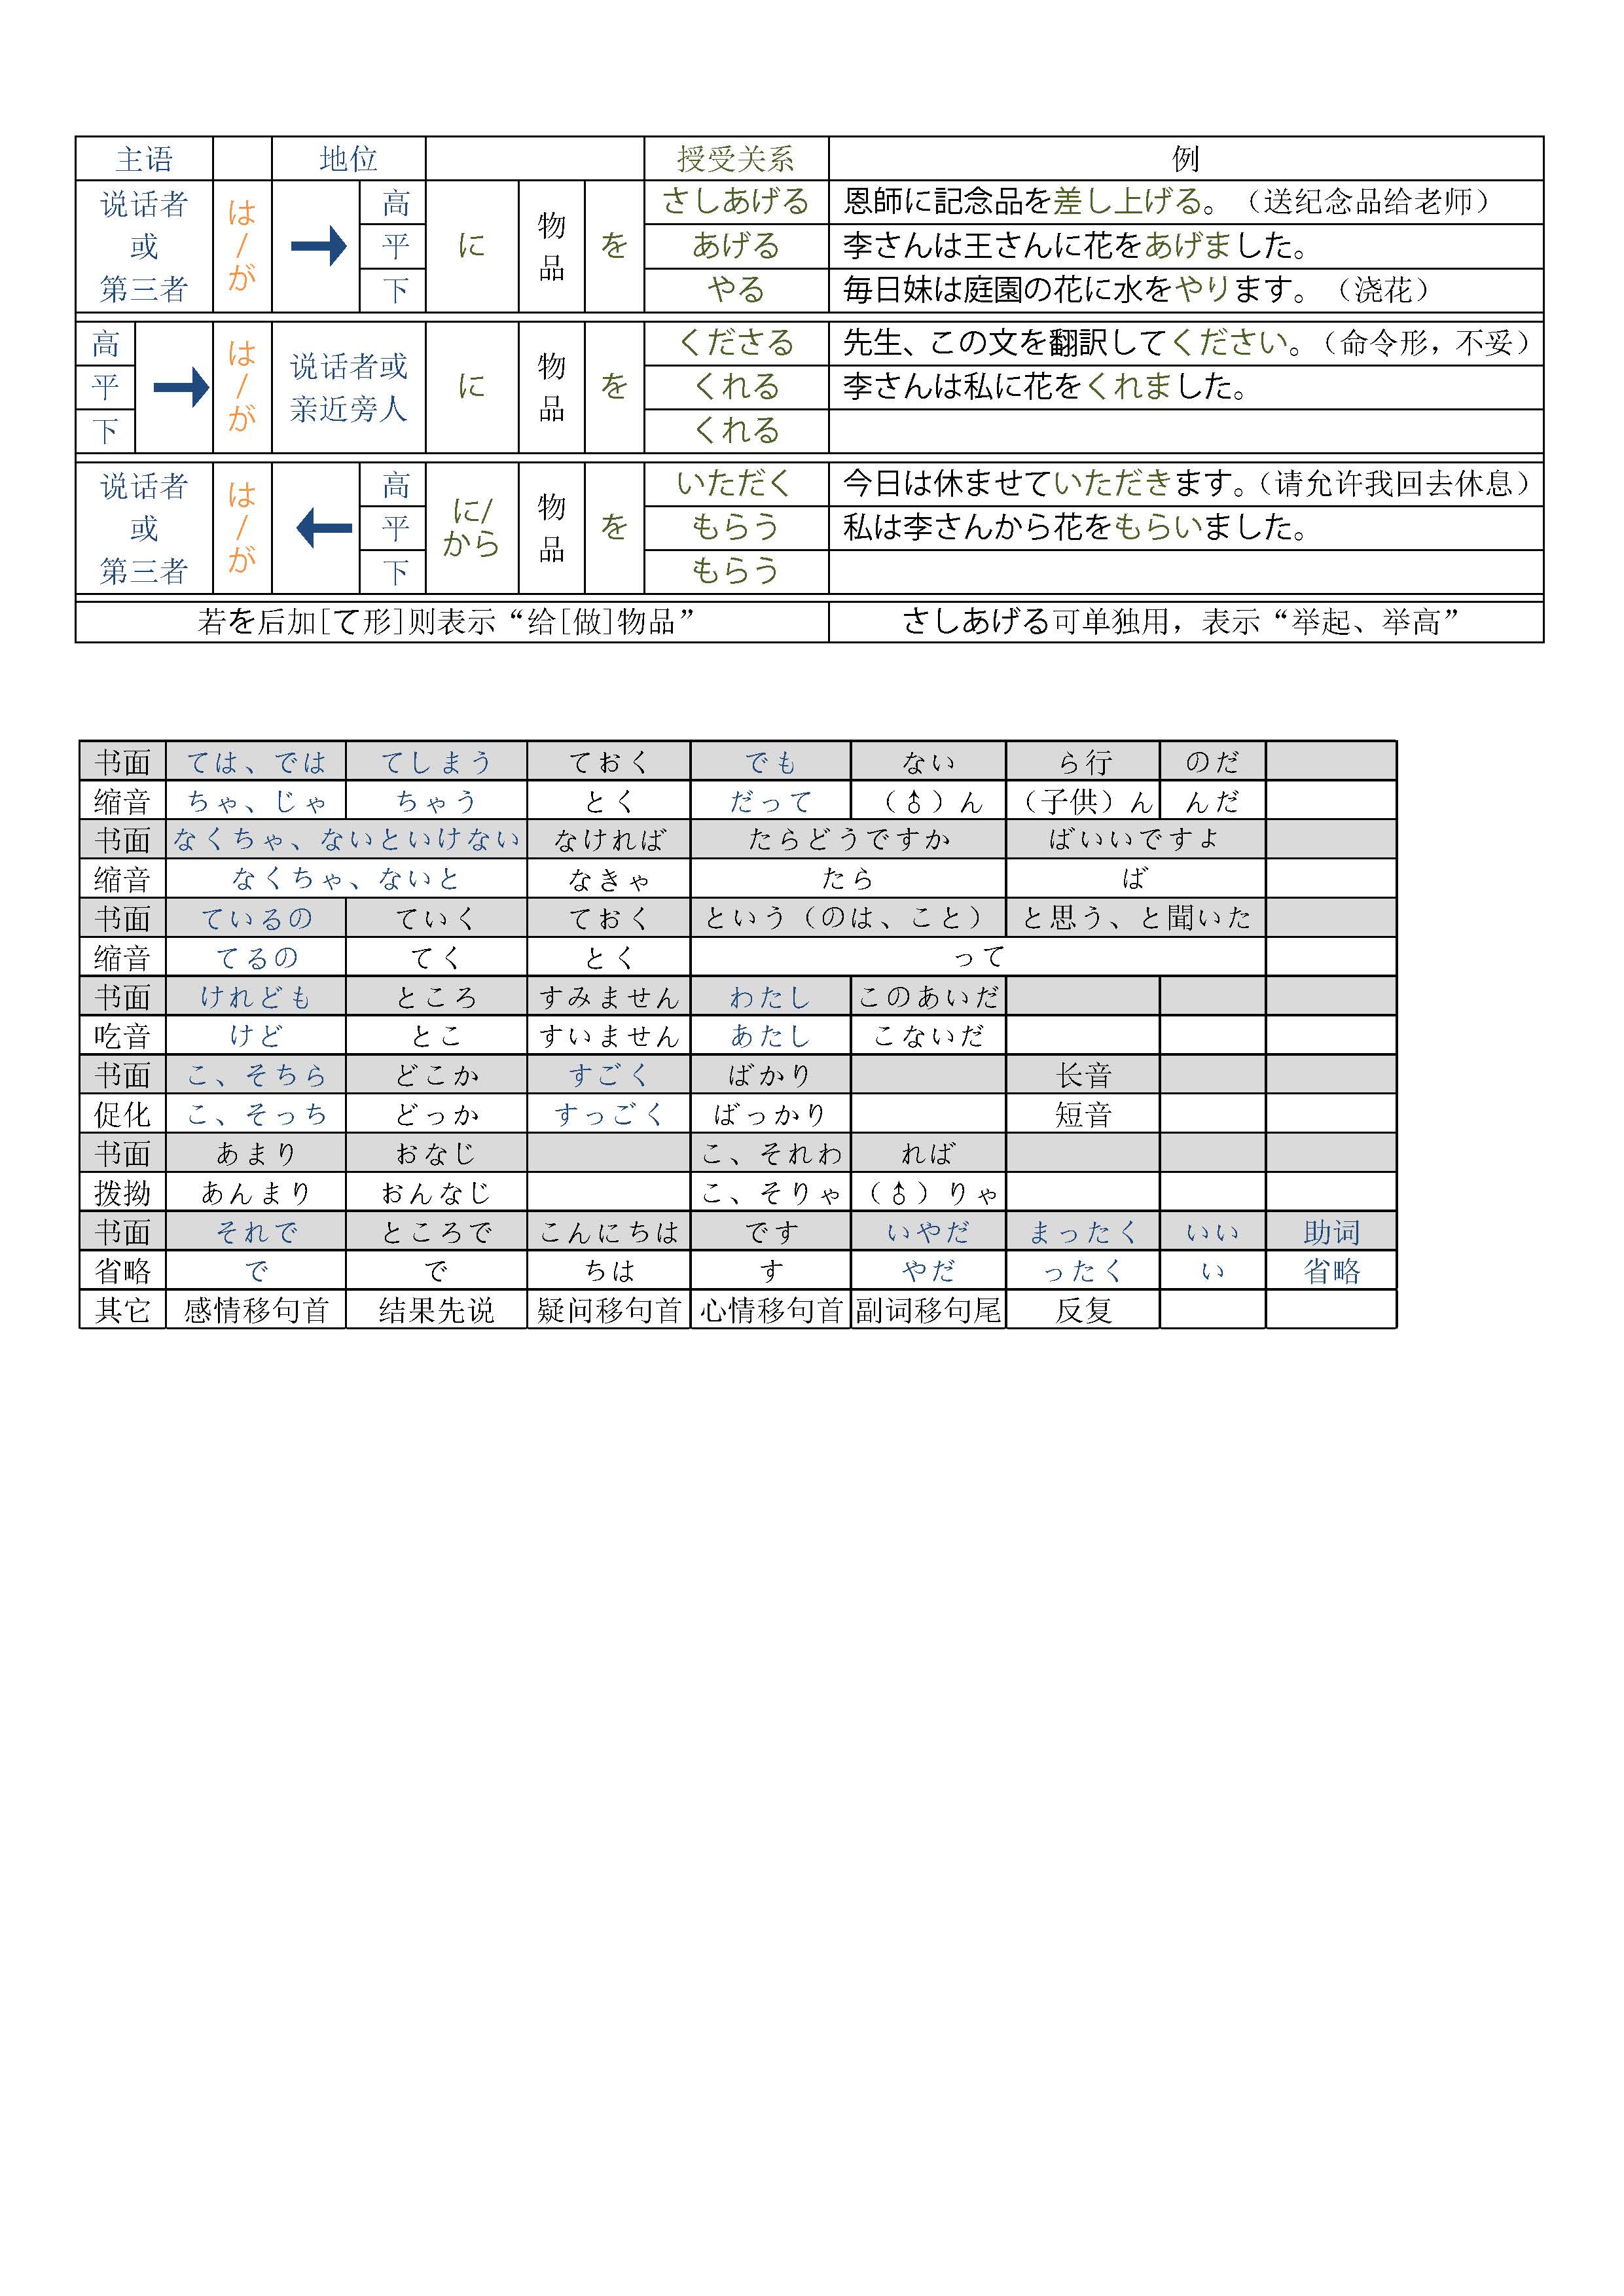 主语 地位 授受关系 例
说话者 或 第三者 は/が 高 に 物品 を さしあげる 恩師に記念品を差し上げる。（送纪念品给老师）
平 あげる 李さんは王さんに花をあげました。
下 やる 毎日妹は庭園の花に水をやります。（浇花）
高 は/が 说话者或亲近旁人 に 物品 を くださる 先生、この文を翻訳してください。（命令形，不妥）
平 くれる 李さんは私に花をくれました。
下 くれる
说话者 或 第三者 は/が 高 に/から 物品 を いただく 今日は休ませていただきます。（请允许我回去休息）
平 もらう 私は李さんから花をもらいました。
下 もらう
若を后加[て形]则表示“给[做]物品” さしあげる可单独用，表示“举起、举高”
书面 ては、では てしまう ておく でも ない ら行 のだ
缩音 ちゃ、じゃ ちゃう とく だって （♂）ん （子供）ん んだ
书面 なくちゃ、ないといけない なければ たらどうですか ばいいですよ
缩音 なくちゃ、ないと なきゃ たら ば
书面 ているの ていく ておく という（のは、こと） と思う、と聞いた
缩音 てるの てく とく って
书面 けれども ところ すみません わたし このあいだ
吃音 けど とこ すいません あたし こないだ
书面 こ、そちら どこか すごく ばかり 长音
促化 こ、そっち どっか すっごく ばっかり 短音
书面 あまり おなじ こ、それわ れば
拨拗 あんまり おんなじ こ、そりゃ （♂）りゃ
书面 それで ところで こんにちは です いやだ まったく いい 助词
省略 で で ちは す やだ ったく い 省略
其它 感情移句首 结果先说 疑问移句首 心情移句首 副词移句尾 反复